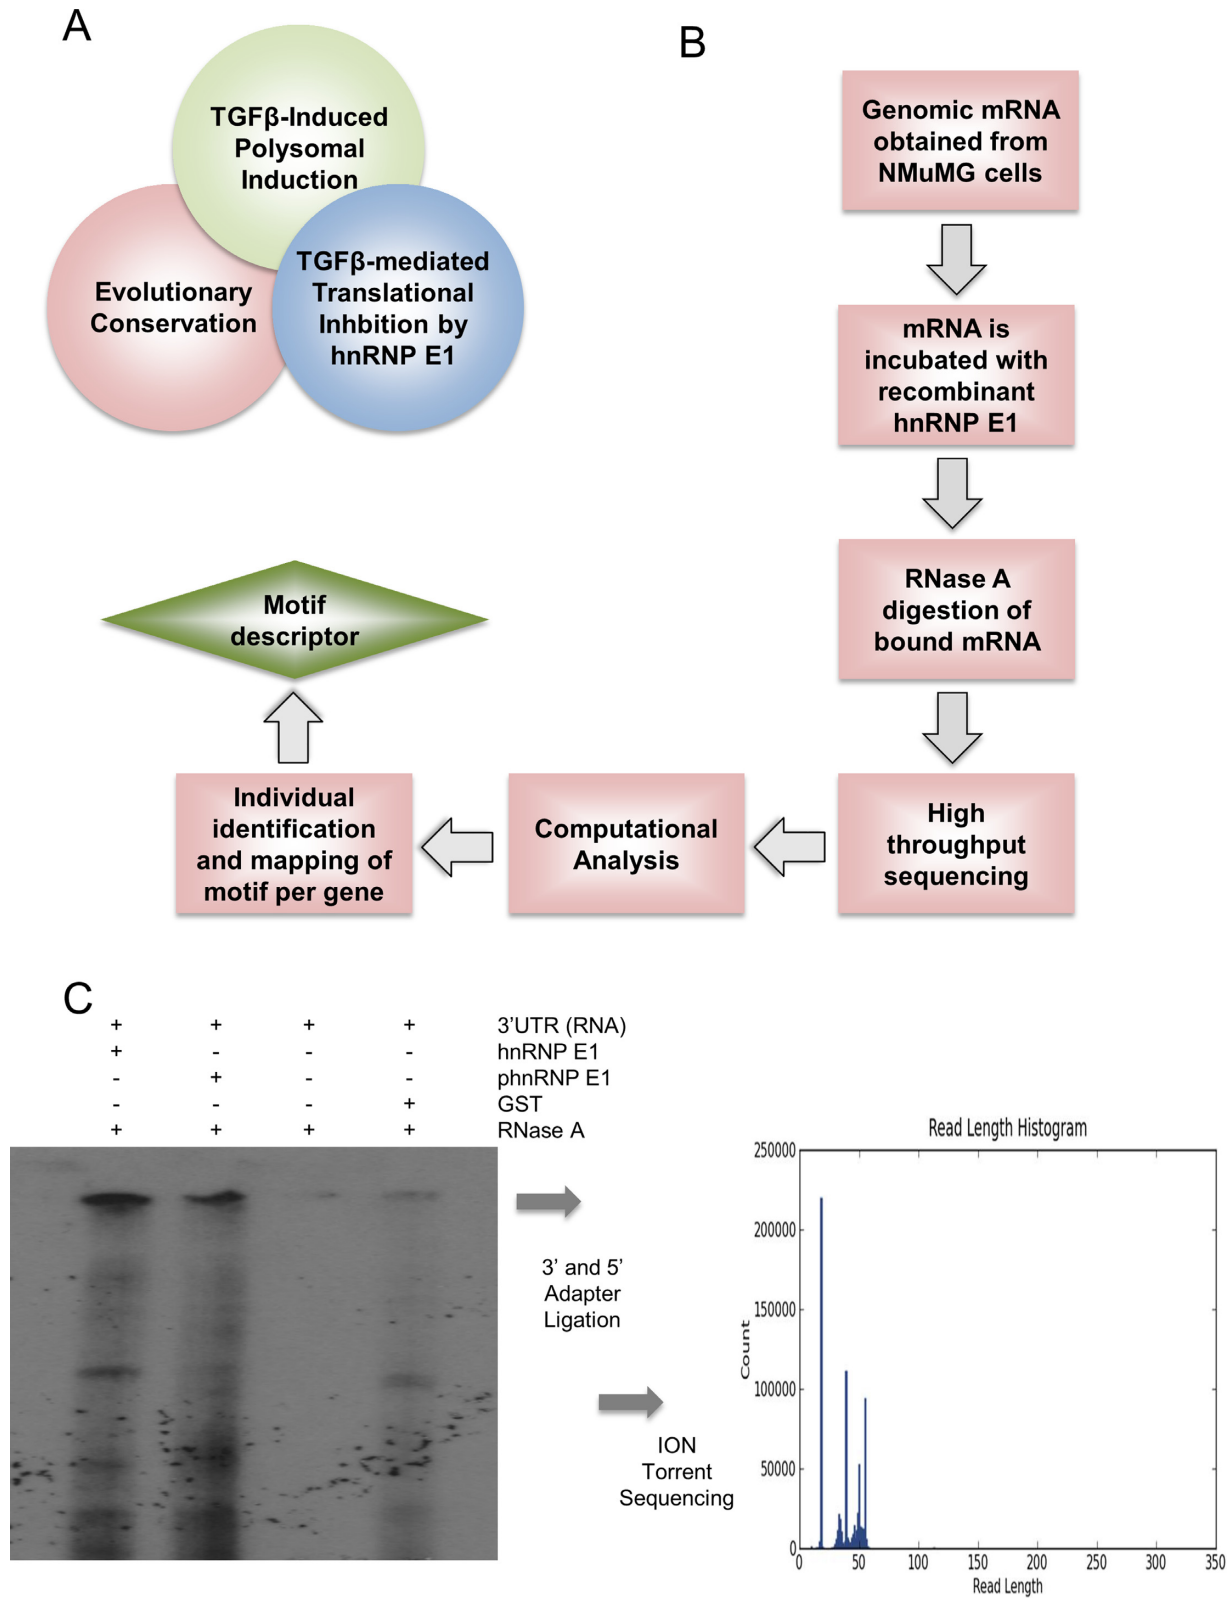 A
TGFβ-Induced
Polysomal
Induction
Evolutionary
Conservation
TGFβ-mediated
Translational
Inhbition by
hnRNP E1
B
Genomic mRNA
obtained from
NMuMG cells
mRNA is
incubated with
recombinant
hnRNP E1
RNase A
digestion of
bound mRNA
High
throughput
sequencing
Computational
Analysis
Individual
identification
and mapping of
motif per gene
Motif
descriptor
C
+ + + + 3'UTR (RNA)
+ - - - hnRNP E1
- + - - phnRNP E1
- - - + GST
+ + + + RNase A
3' and 5'
Adapter
Ligation
ION
Torrent
Sequencing
Read Length Histogram
250000
200000
150000
100000
50000
0
Count
0 50 100 150 200 250 300 350
Read Length